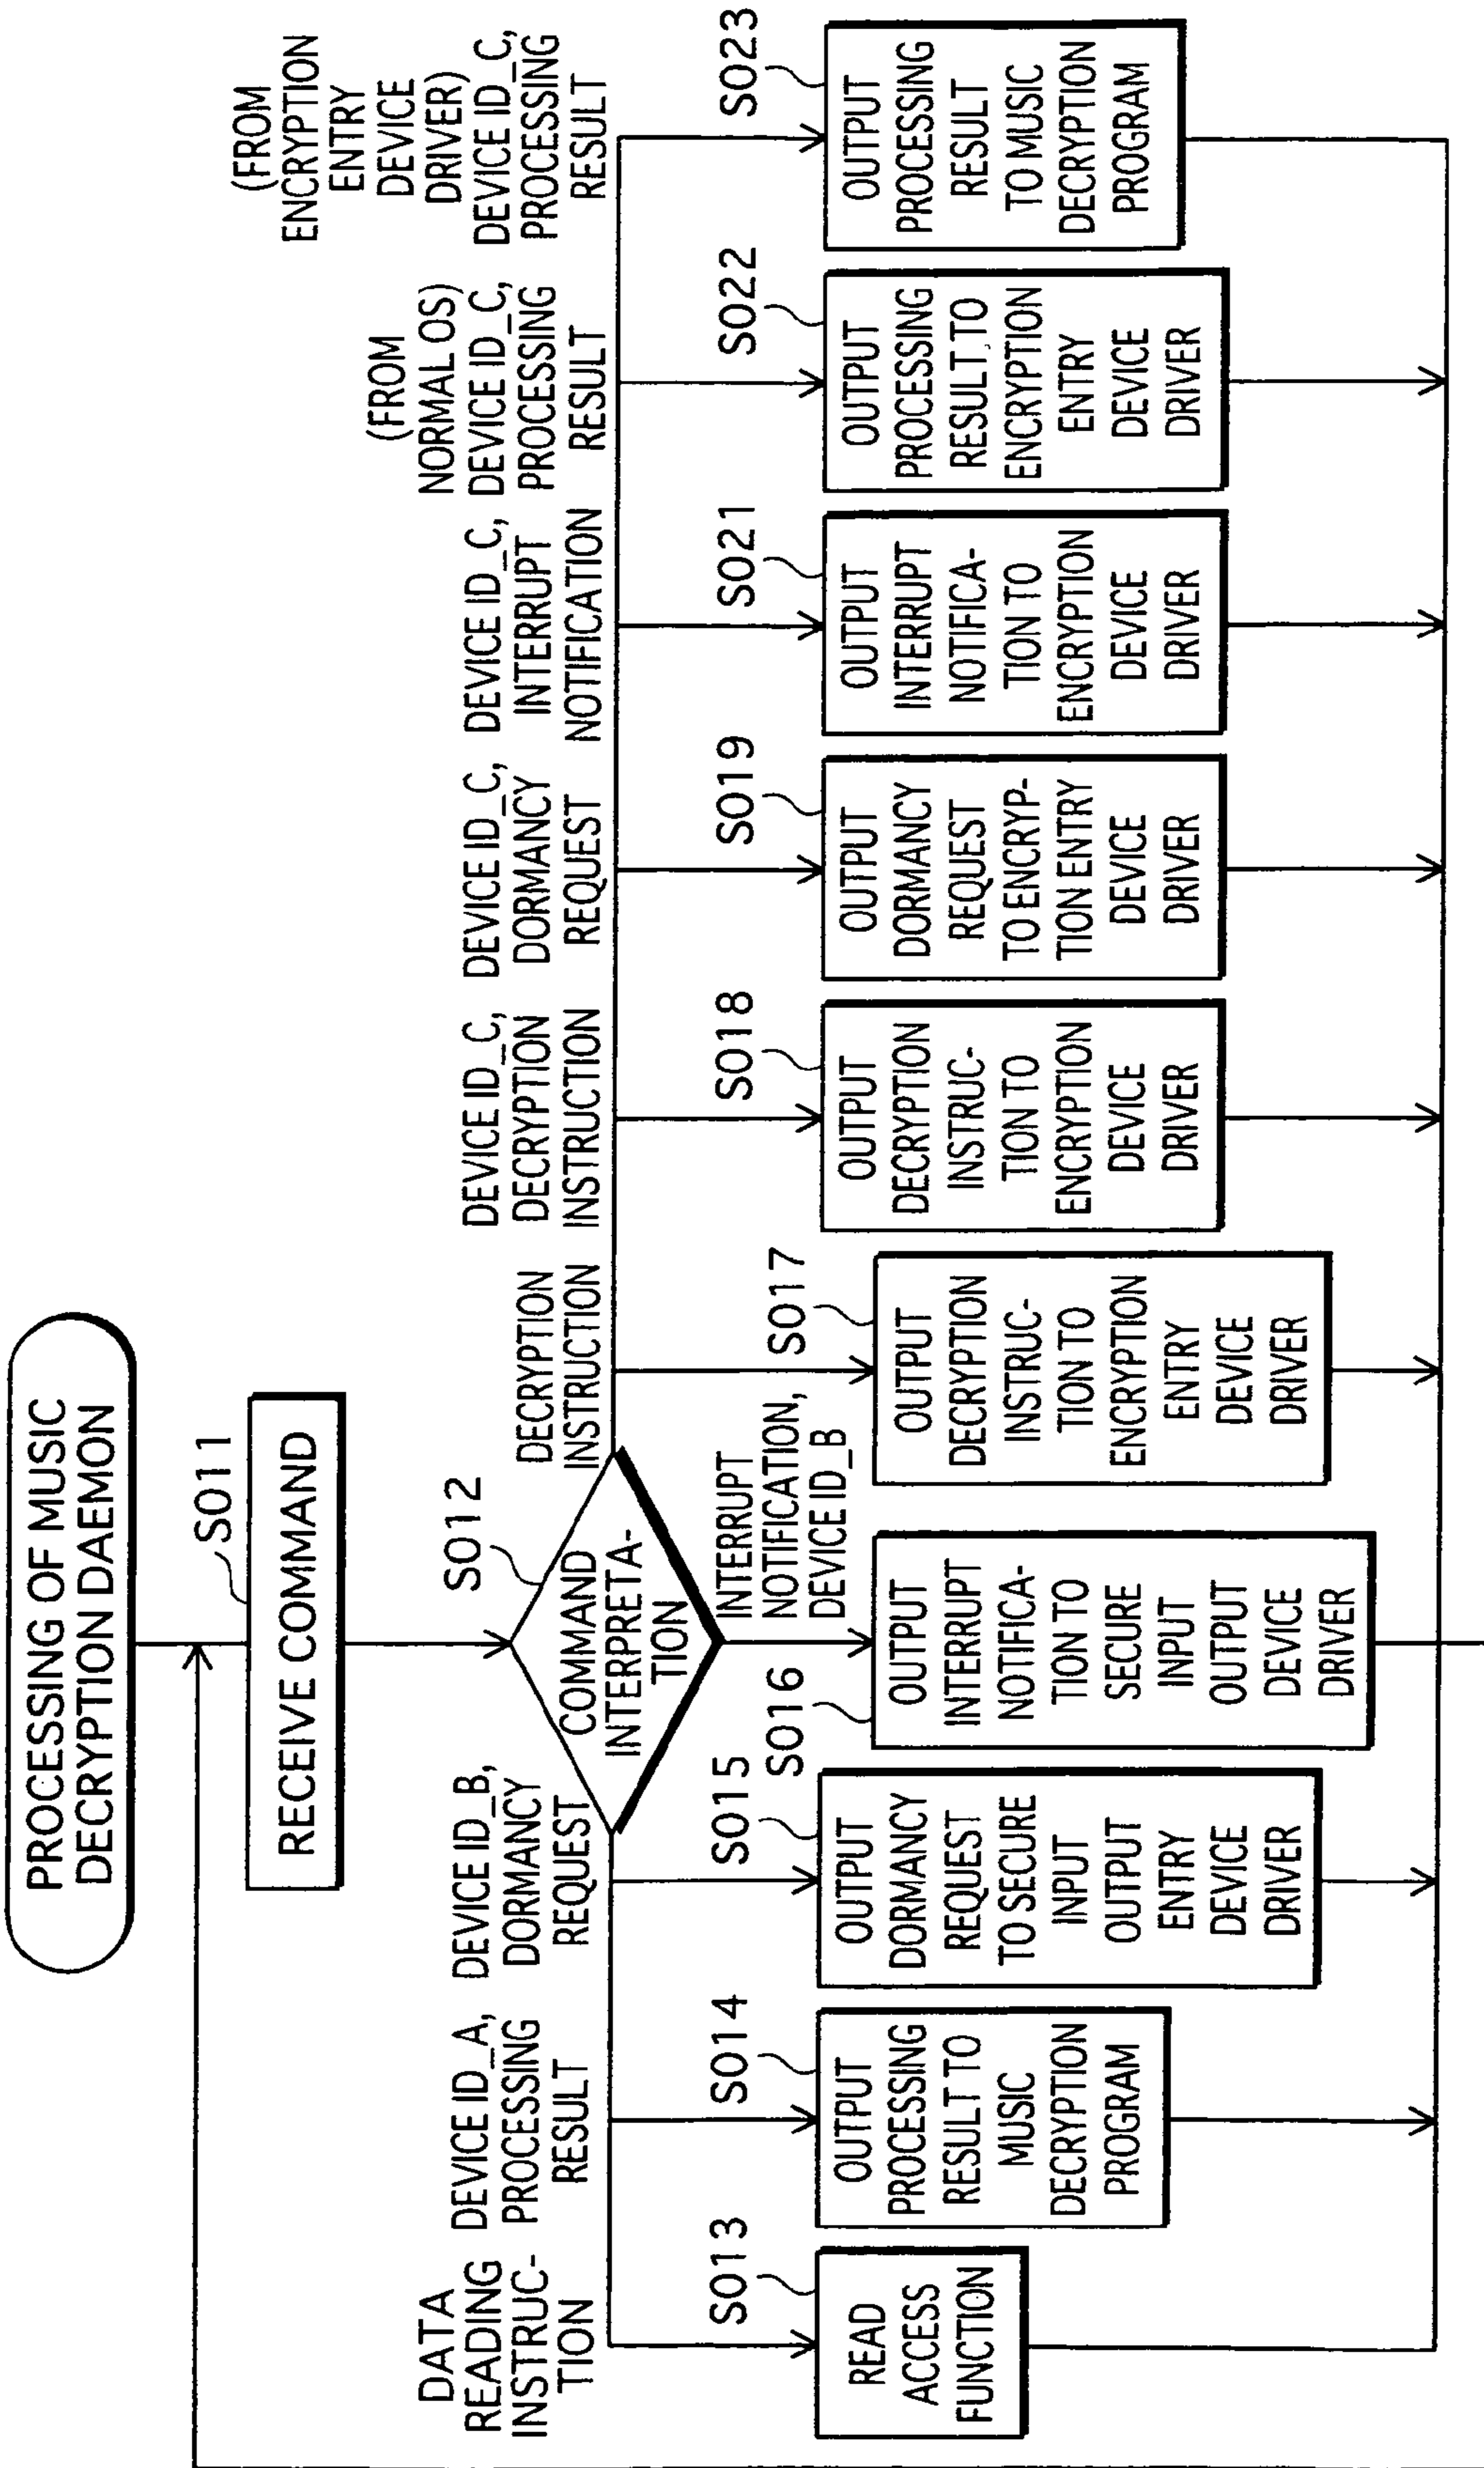 PROCESSING OF MUSIC
DECRYPTION DAEMON
S011
RECEIVE COMMAND
S012
COMMAND
INTERPRETA-
TION
DATA
READING
INSTRUC-
TION
DEVICE ID_A,
PROCESSING
RESULT
DEVICE ID_B,
DORMANCY
REQUEST
INTERRUPT
NOTIFICATION,
DEVICE ID_B
DECRYPTION
INSTRUCTION
DEVICE ID_C,
DECRYPTION
INSTRUCTION
DEVICE ID_C,
DORMANCY
REQUEST
DEVICE ID_C,
INTERRUPT
NOTIFICATION
(FROM
NORMAL OS)
DEVICE ID_C,
PROCESSING
RESULT
(FROM
ENCRYPTION
ENTRY
DEVICE
DRIVER)
DEVICE ID_C,
PROCESSING
RESULT
S013
READ
ACCESS
FUNCTION
S014
OUTPUT
PROCESSING
RESULT TO
MUSIC
DECRYPTION
PROGRAM
S015
OUTPUT
DORMANCY
REQUEST
TO SECURE
INPUT
OUTPUT
ENTRY
DEVICE
DRIVER
S016
OUTPUT
INTERRUPT
NOTIFICA-
TION TO
SECURE
INPUT
OUTPUT
DEVICE
DRIVER
S017
OUTPUT
DECRYPTION
INSTRUC-
TION TO
ENCRYPTION
ENTRY
DEVICE
DRIVER
S018
OUTPUT
DECRYPTION
INSTRUC-
TION TO
ENCRYPTION
DEVICE
DRIVER
S019
OUTPUT
DORMANCY
REQUEST
TO ENCRYP-
TION ENTRY
DEVICE
DRIVER
S021
OUTPUT
INTERRUPT
NOTIFICA-
TION TO
ENCRYPTION
DEVICE
DRIVER
S022
OUTPUT
PROCESSING
RESULT TO
ENCRYPTION
ENTRY
DEVICE
DRIVER
S023
OUTPUT
PROCESSING
RESULT
TO MUSIC
DECRYPTION
PROGRAM